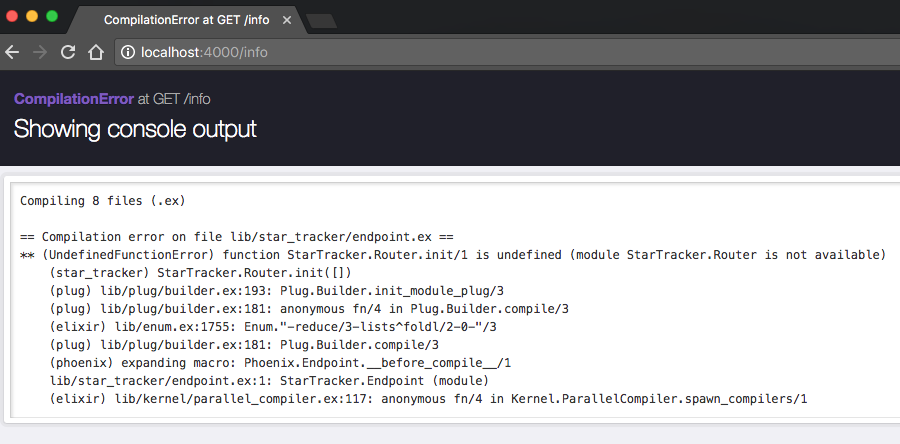 CompilationError at GET /info
localhost:4000/info
CompilationError at GET /info
Showing console output
Compiling 8 files (.ex)
== Compilation error on file lib/star_tracker/endpoint.ex ==
** (UndefinedFunctionError) function StarTracker.Router.init/1 is undefined (module StarTracker.Router is not available)
(star_tracker) StarTracker.Router.init([])
(plug) lib/plug/builder.ex:193: Plug.Builder.init_module_plug/3
(plug) lib/plug/builder.ex:181: anonymous fn/4 in Plug.Builder.compile/3
(elixir) lib/enum.ex:1755: Enum."-reduce/3-lists^foldl/2-0-"/3
(plug) lib/plug/builder.ex:181: Plug.Builder.compile/3
(phoenix) expanding macro: Phoenix.Endpoint.__before_compile__/1
lib/star_tracker/endpoint.ex:1: StarTracker.Endpoint (module)
(elixir) lib/kernel/parallel_compiler.ex:117: anonymous fn/4 in Kernel.ParallelCompiler.spawn_compilers/1